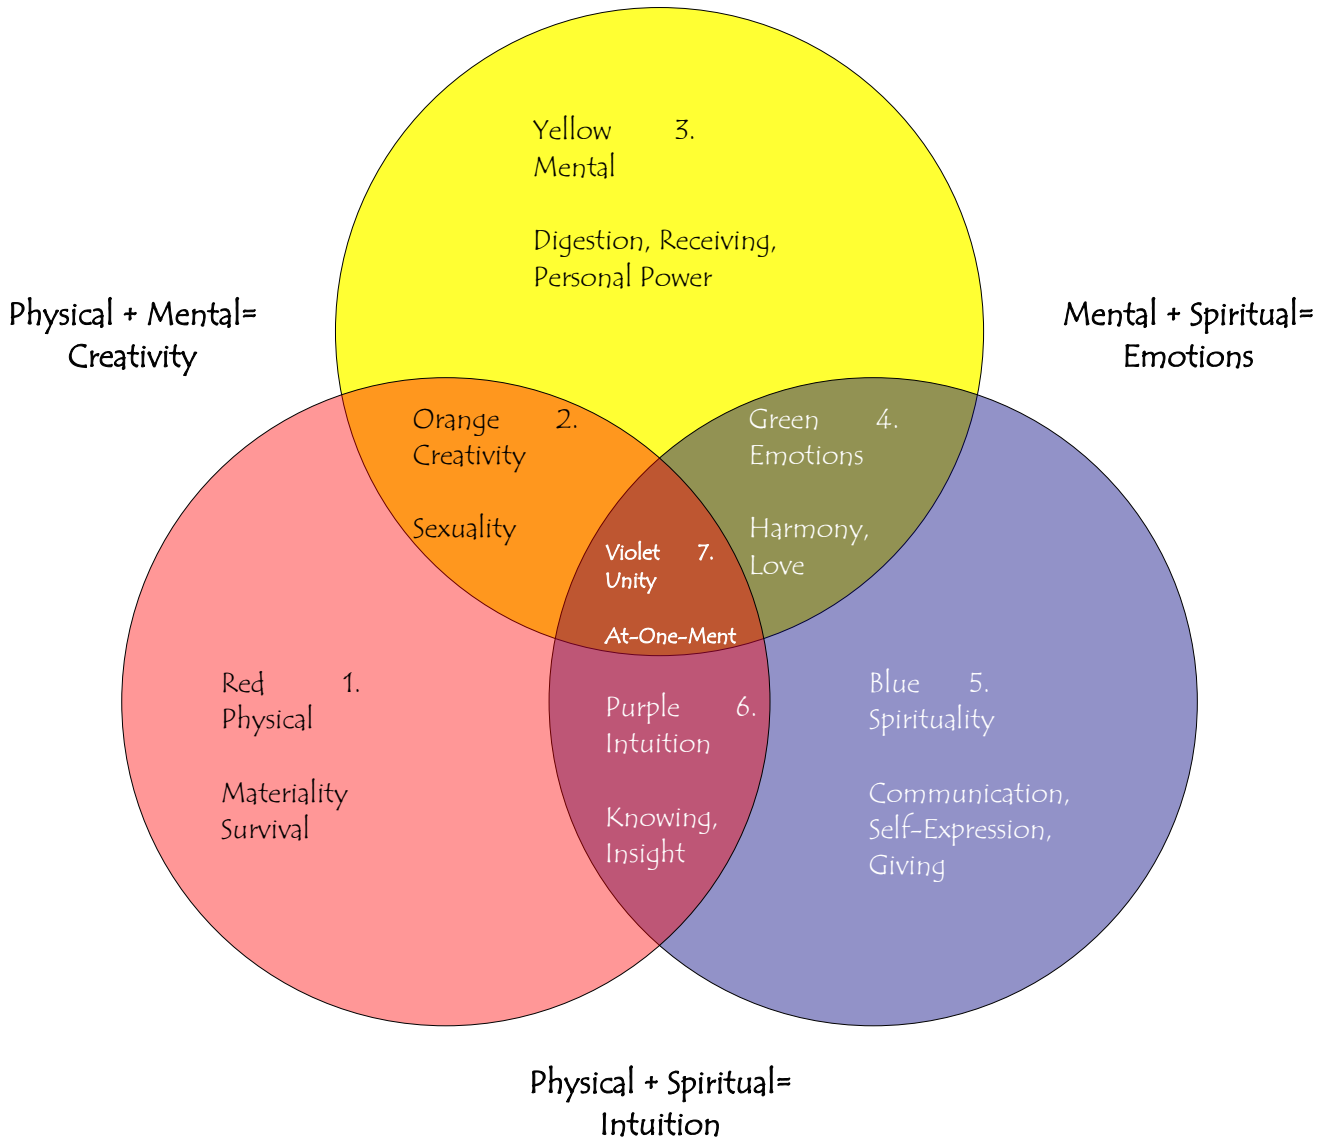 Yellow 3.
Mental
Digestion, Receiving,
Personal Power
Physical + Mental=
Creativity
Mental + Spiritual=
Emotions
Orange 2.
Creativity
Sexuality
Green 4.
Emotions
Harmony,
Love
Violet 7.
Unity
At-One-Ment
Red 1.
Physical
Materiality
Survival
Purple 6.
Intuition
Knowing,
Insight
Blue 5.
Spirituality
Communication,
Self-Expression,
Giving
Physical + Spiritual=
Intuition